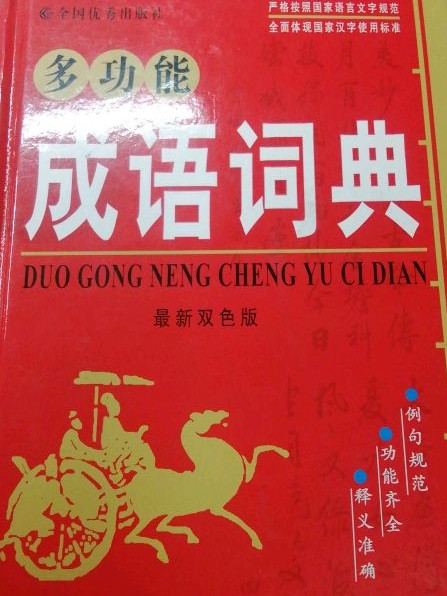 全国优秀出版社
严格按照国家语言文字规范
全面体现国家汉字使用标准
多功能
成语词典
DUO GONG NENG CHENG YU CI DIAN
最新双色版
例句规范
功能齐全
释义准确